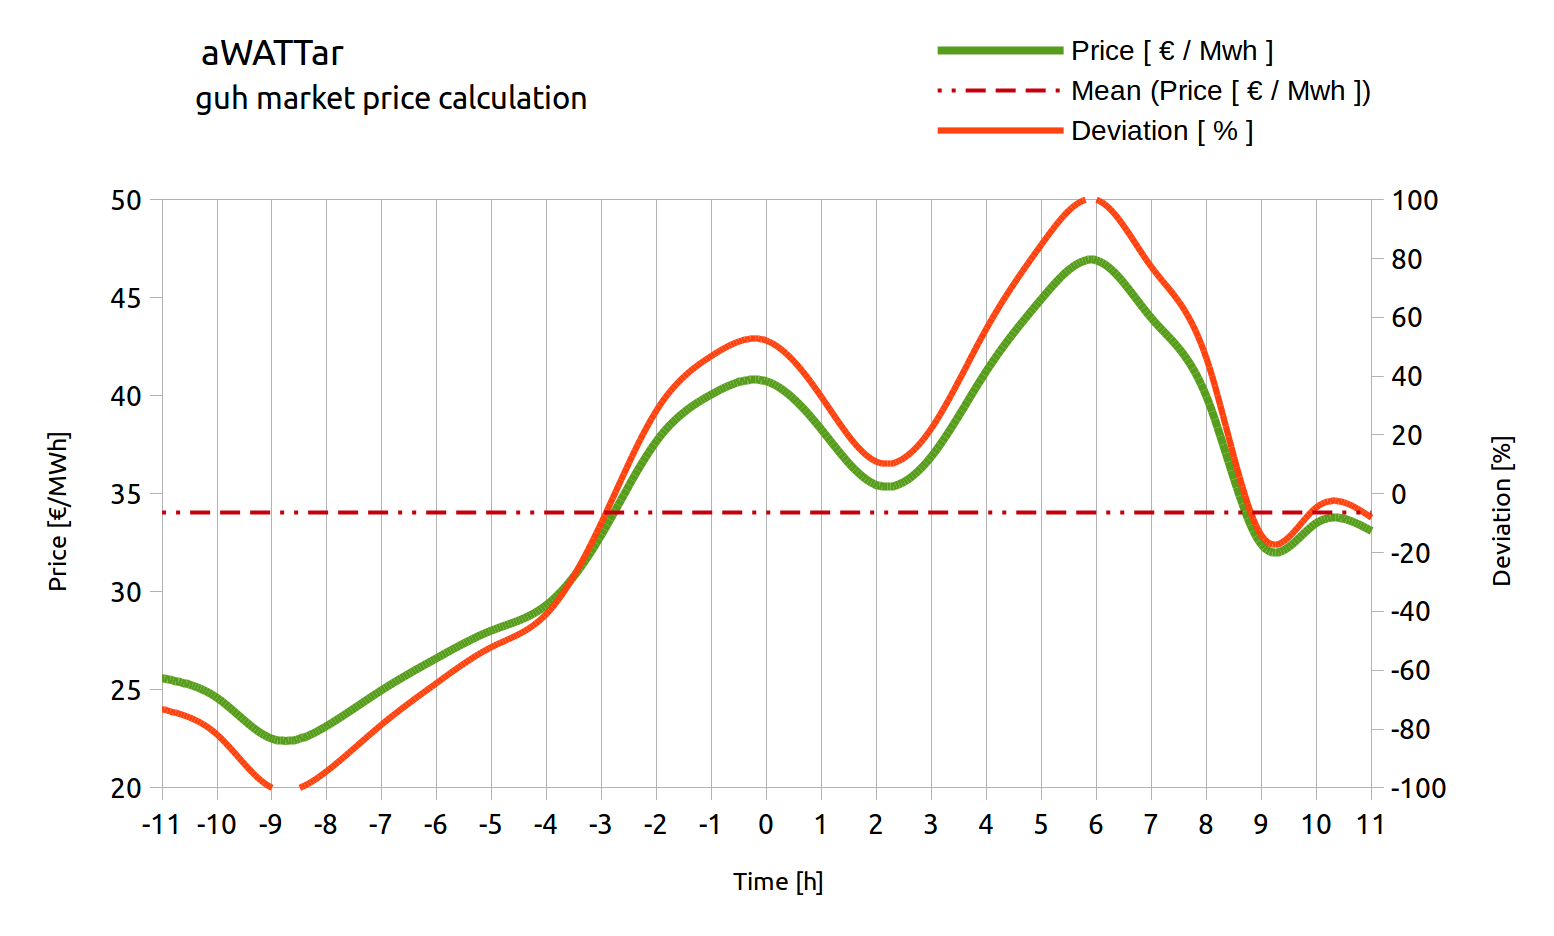 aWATTar
guh market price calculation
Price [ € / Mwh ]
Mean (Price [ € / Mwh ])
Deviation [ % ]
50
45
40
35
30
25
20
Price [€/MWh]
100
80
60
40
20
0
-20
-40
-60
-80
-100
Deviation [%]
-11 -10 -9 -8 -7 -6 -5 -4 -3 -2 -1 0 1 2 3 4 5 6 7 8 9 10 11
Time [h]